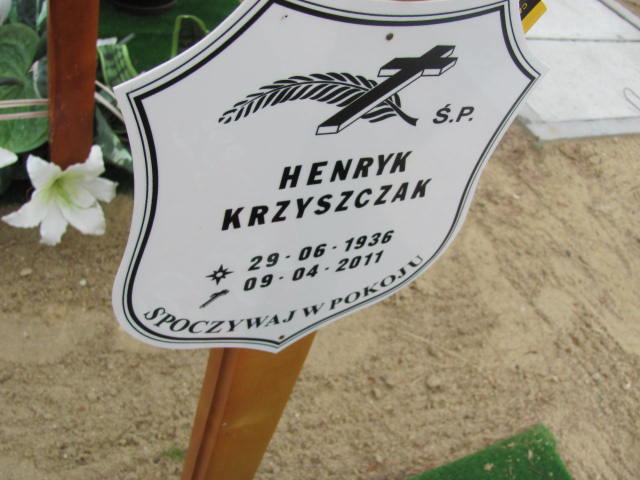 Ś.P.
HENRYK
KRZYSZCZAK
29-06-1936
09-04-2011
SPOCZYWAJ W POKOJU